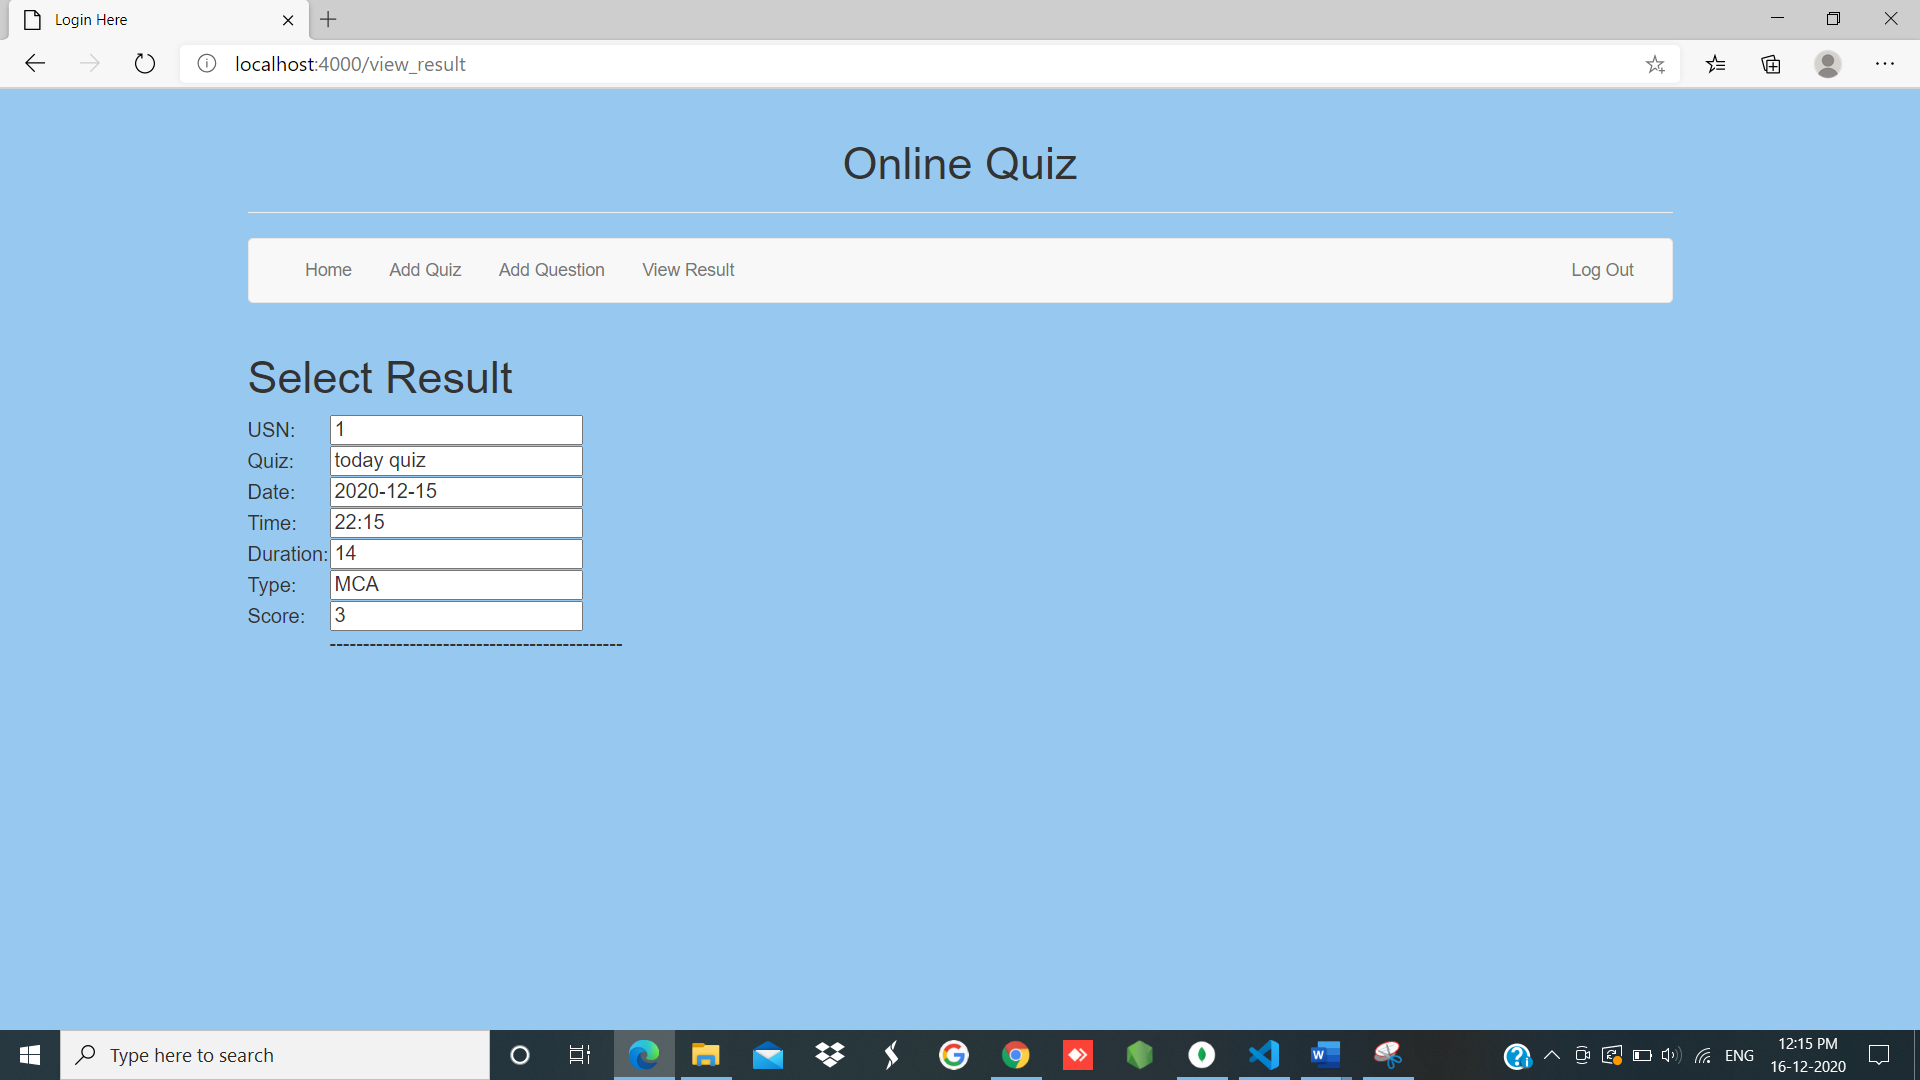 Login Here
localhost:4000/view_result
Online Quiz
Home Add Quiz Add Question View Result Log Out
Select Result
USN: 1
Quiz: today quiz
Date: 2020-12-15
Time: 22:15
Duration: 14
Type: MCA
Score: 3
--------------------------------------------
Type here to search
ENG
12:15 PM
16-12-2020